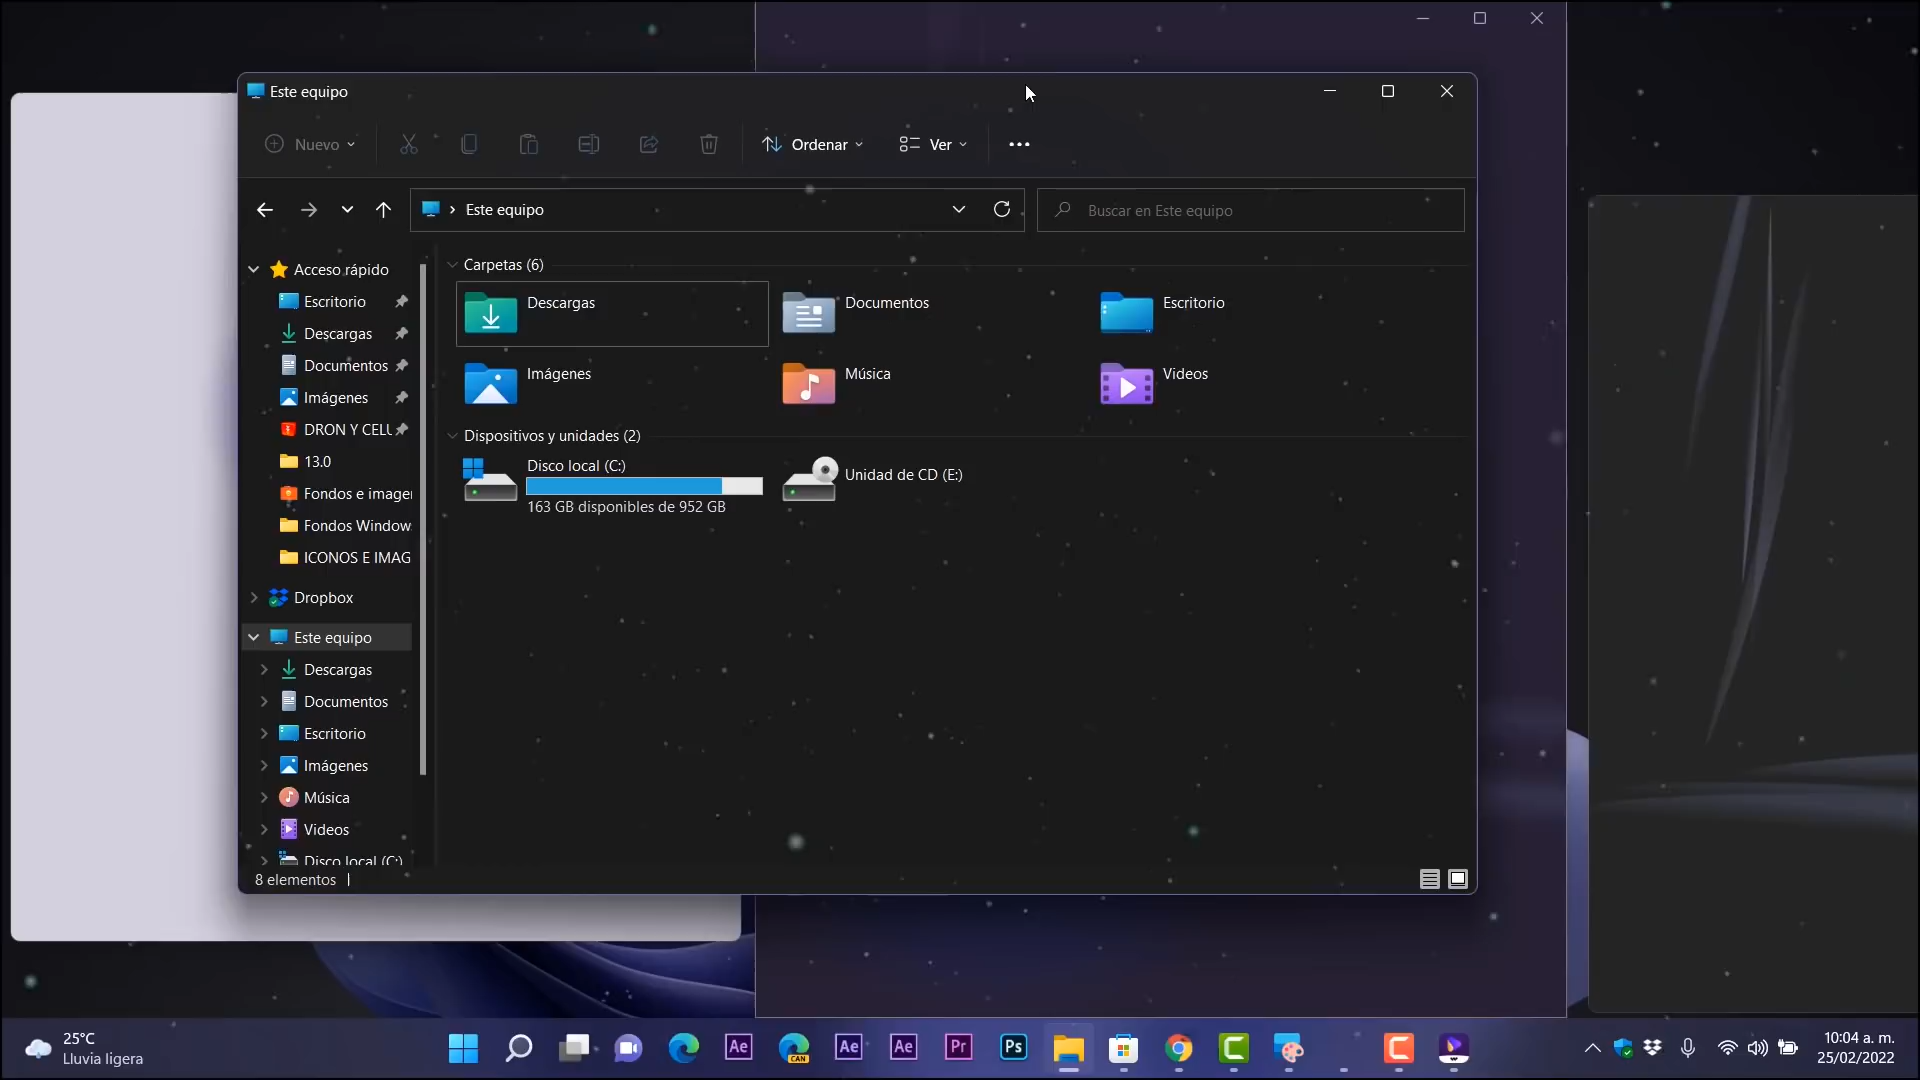 Este equipo
Nuevo
Ordenar
Ver
Este equipo
Buscar en Este equipo
Acceso rápido
Escritorio
Descargas
Documentos
Imágenes
DRON Y CELU
13.0
Fondos e imagen
Fondos Window
ICONOS E IMAG
Dropbox
Este equipo
Descargas
Documentos
Escritorio
Imágenes
Música
Videos
Disco local (C:)
Carpetas (6)
Descargas
Documentos
Escritorio
Imágenes
Música
Videos
Dispositivos y unidades (2)
Disco local (C:)
163 GB disponibles de 952 GB
Unidad de CD (E:)
8 elementos
25°C
Lluvia ligera
Ae
CAN
Ae
Ae
Pr
Ps
10:04 a. m.
25/02/2022